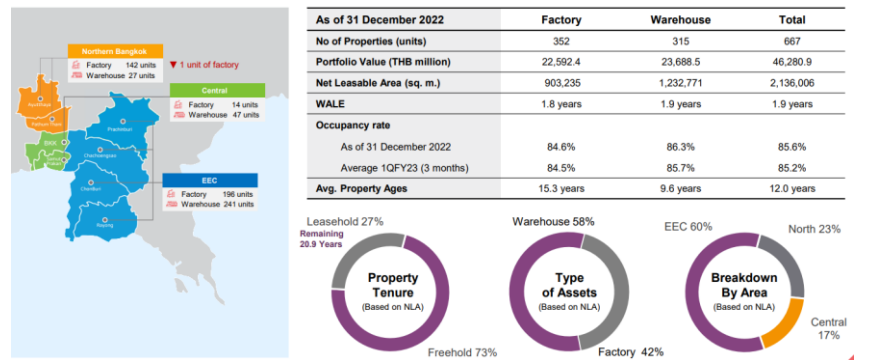 Northern Bangkok
Factory 142 units
Warehouse 27 units
▼ 1 unit of factory
Central
Factory 14 units
Warehouse 47 units
EEC
Factory 196 units
Warehouse 241 units
Ayutthaya
Pathum Thani
BKK
Samut Prakan
Prachinburi
Chachoengsao
Chonburi
Rayong
As of 31 December 2022 Factory Warehouse Total
No of Properties (units) 352 315 667
Portfolio Value (THB million) 22,592.4 23,688.5 46,280.9
Net Leasable Area (sq. m.) 903,235 1,232,771 2,136,006
WALE 1.8 years 1.9 years 1.9 years
Occupancy rate
As of 31 December 2022 84.6% 86.3% 85.6%
Average 1QFY23 (3 months) 84.5% 85.7% 85.2%
Avg. Property Ages 15.3 years 9.6 years 12.0 years
Leasehold 27%
Remaining
20.9 Years
Property
Tenure
(Based on NLA)
Freehold 73%
Warehouse 58%
Type
of Assets
(Based on NLA)
Factory 42%
EEC 60%
North 23%
Breakdown
By Area
(Based on NLA)
Central
17%